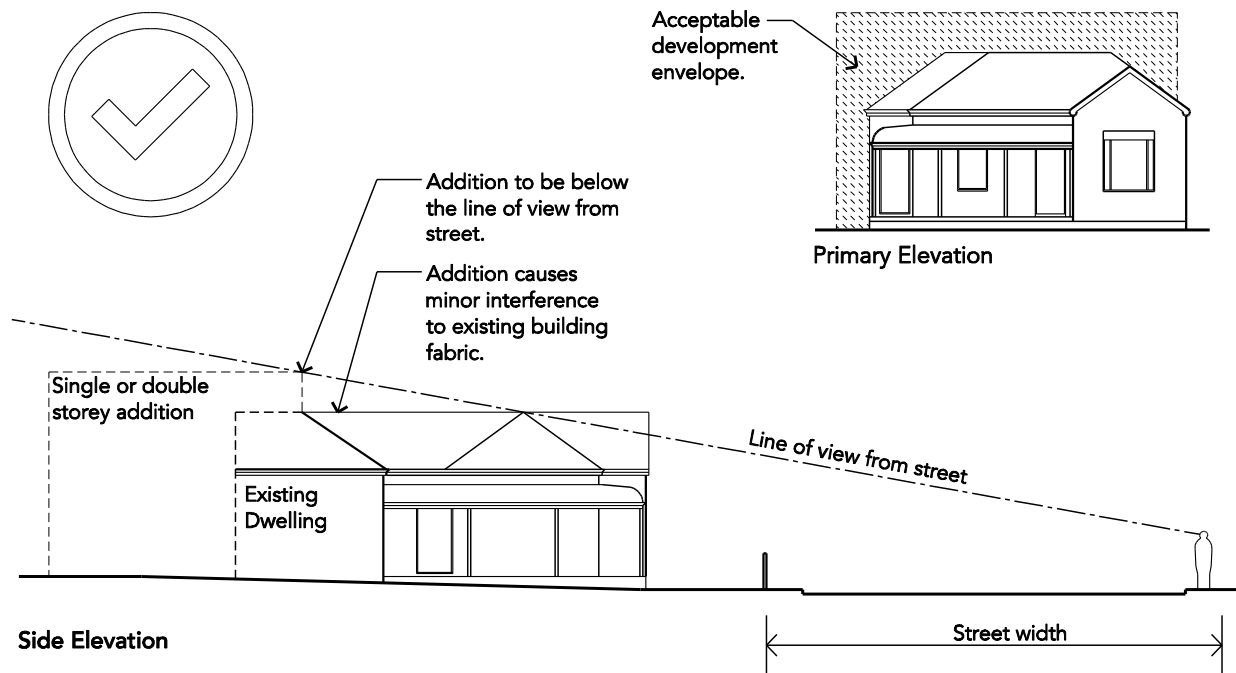 Acceptable
development
envelope.
Primary Elevation
Addition to be below
the line of view from
street.
Addition causes
minor interference
to existing building
fabric.
Single or double
storey addition
Existing
Dwelling
Line of view from street
Side Elevation
Street width